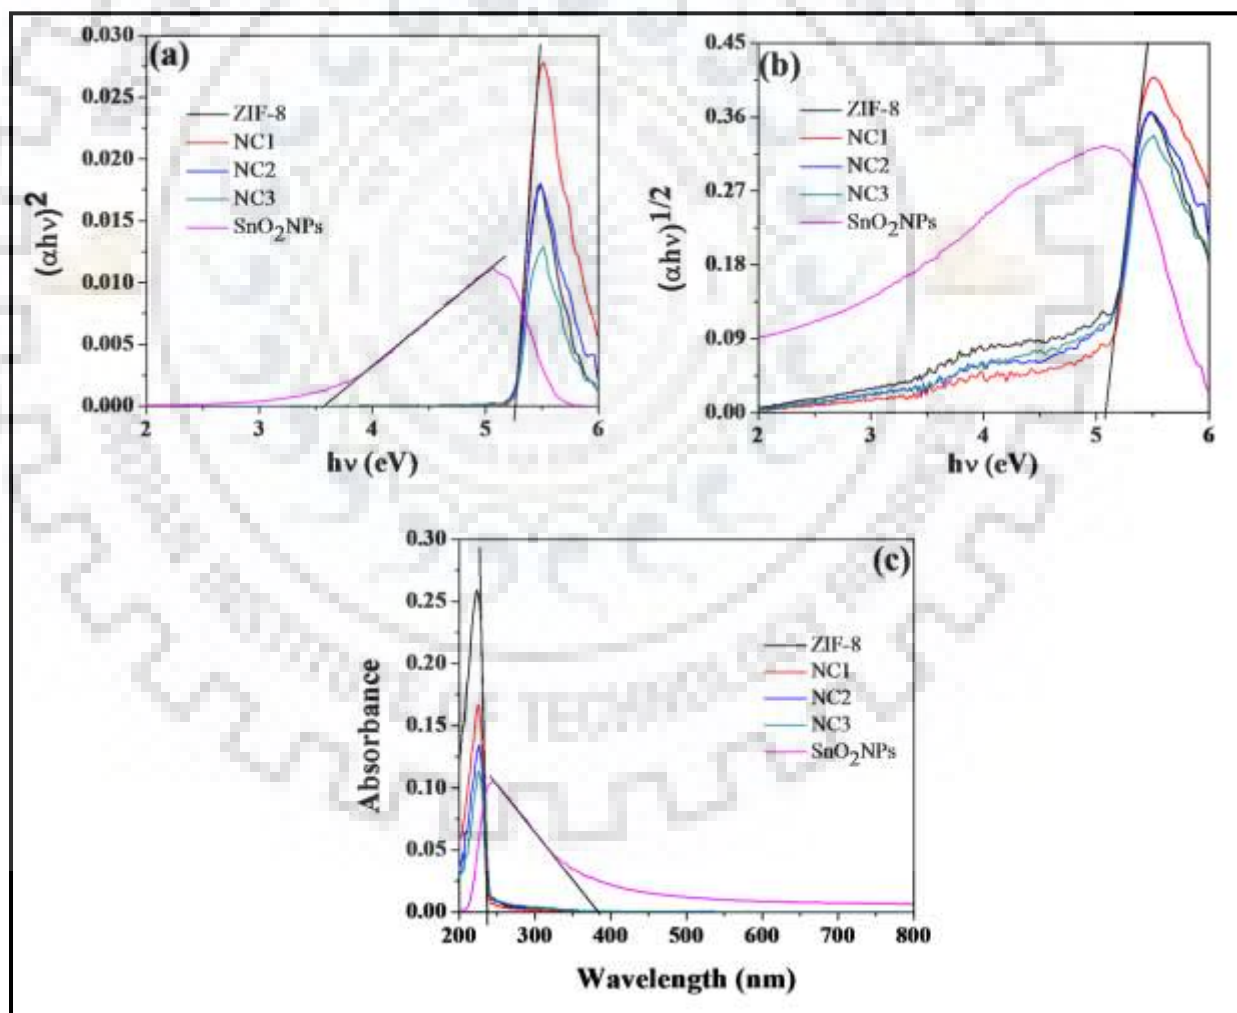 (a)
0.030
0.025
0.020
0.015
0.010
0.005
0.000
(αhν)2
ZIF-8
NC1
NC2
NC3
SnO2NPs
2 3 4 5 6
hν (eV)
(b)
0.45
0.36
0.27
0.18
0.09
0.00
(αhν)1/2
ZIF-8
NC1
NC2
NC3
SnO2NPs
2 3 4 5 6
hν (eV)
(c)
0.30
0.25
0.20
0.15
0.10
0.05
0.00
Absorbance
ZIF-8
NC1
NC2
NC3
SnO2NPs
200 300 400 500 600 700 800
Wavelength (nm)